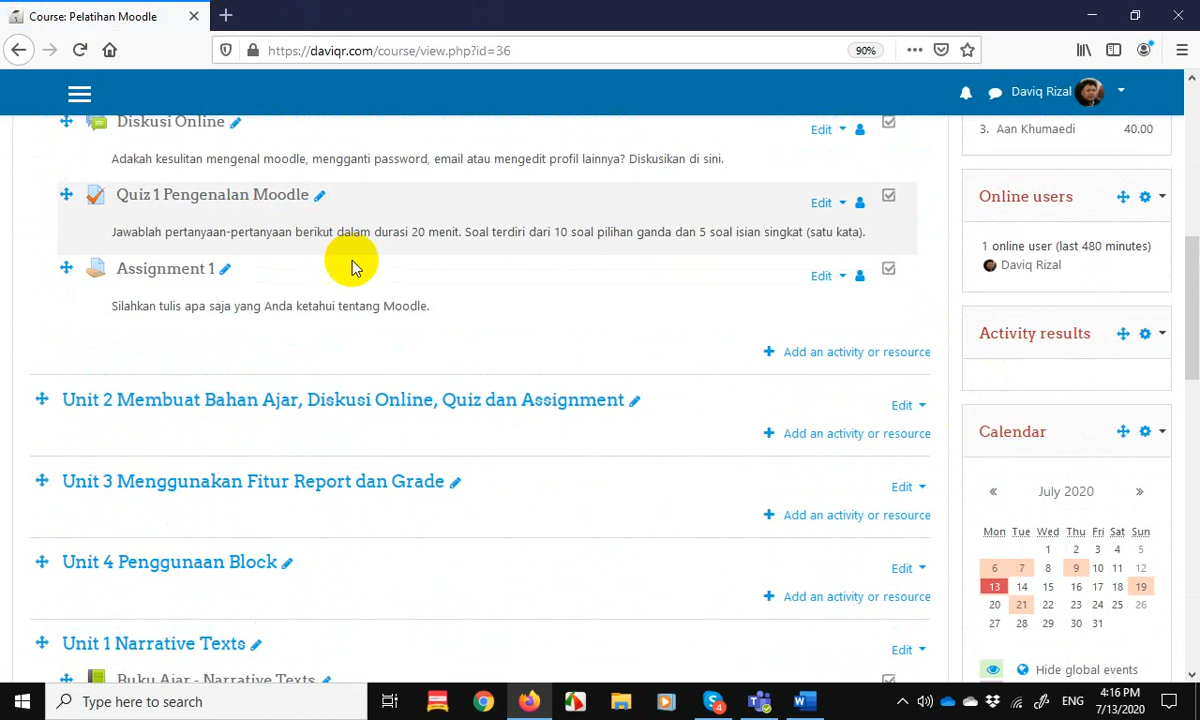 Course: Pelatihan Moodle
https://daviqr.com/course/view.php?id=36
90%
Daviq Rizal
Diskusi Online
Edit
Adakah kesulitan mengenal moodle, mengganti password, email atau mengedit profil lainnya? Diskusikan di sini.
Quiz 1 Pengenalan Moodle
Edit
Jawablah pertanyaan-pertanyaan berikut dalam durasi 20 menit. Soal terdiri dari 10 soal pilihan ganda dan 5 soal isian singkat (satu kata).
Assignment 1
Edit
Silahkan tulis apa saja yang Anda ketahui tentang Moodle.
Add an activity or resource
Unit 2 Membuat Bahan Ajar, Diskusi Online, Quiz dan Assignment
Edit
Add an activity or resource
Unit 3 Menggunakan Fitur Report dan Grade
Edit
Add an activity or resource
Unit 4 Penggunaan Block
Edit
Add an activity or resource
Unit 1 Narrative Texts
Edit
Buku Ajar - Narrative Texts
3. Aan Khumaedi 40.00
Online users
1 online user (last 480 minutes)
Daviq Rizal
Activity results
Calendar
« July 2020 »
Mon Tue Wed Thu Fri Sat Sun
1 2 3 4 5
6 7 8 9 10 11 12
13 14 15 16 17 18 19
20 21 22 23 24 25 26
27 28 29 30 31
Hide global events
Type here to search
4
ENG
4:16 PM
7/13/2020